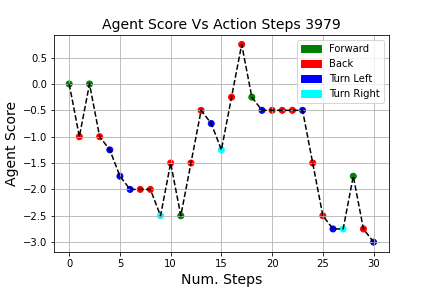 Agent Score Vs Action Steps 3979
Forward
Back
Turn Left
Turn Right
Agent Score
0.5
0.0
−0.5
−1.0
−1.5
−2.0
−2.5
−3.0
0 5 10 15 20 25 30
Num. Steps